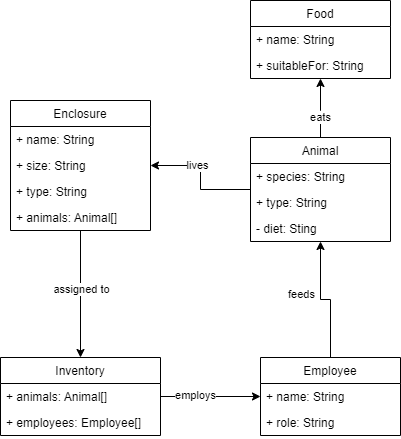 Food
+ name: String
+ suitableFor: String
eats
Enclosure
+ name: String
+ size: String
+ type: String
+ animals: Animal[]
lives
Animal
+ species: String
+ type: String
- diet: Sting
assigned to
feeds
Inventory
+ animals: Animal[]
+ employees: Employee[]
employs
Employee
+ name: String
+ role: String